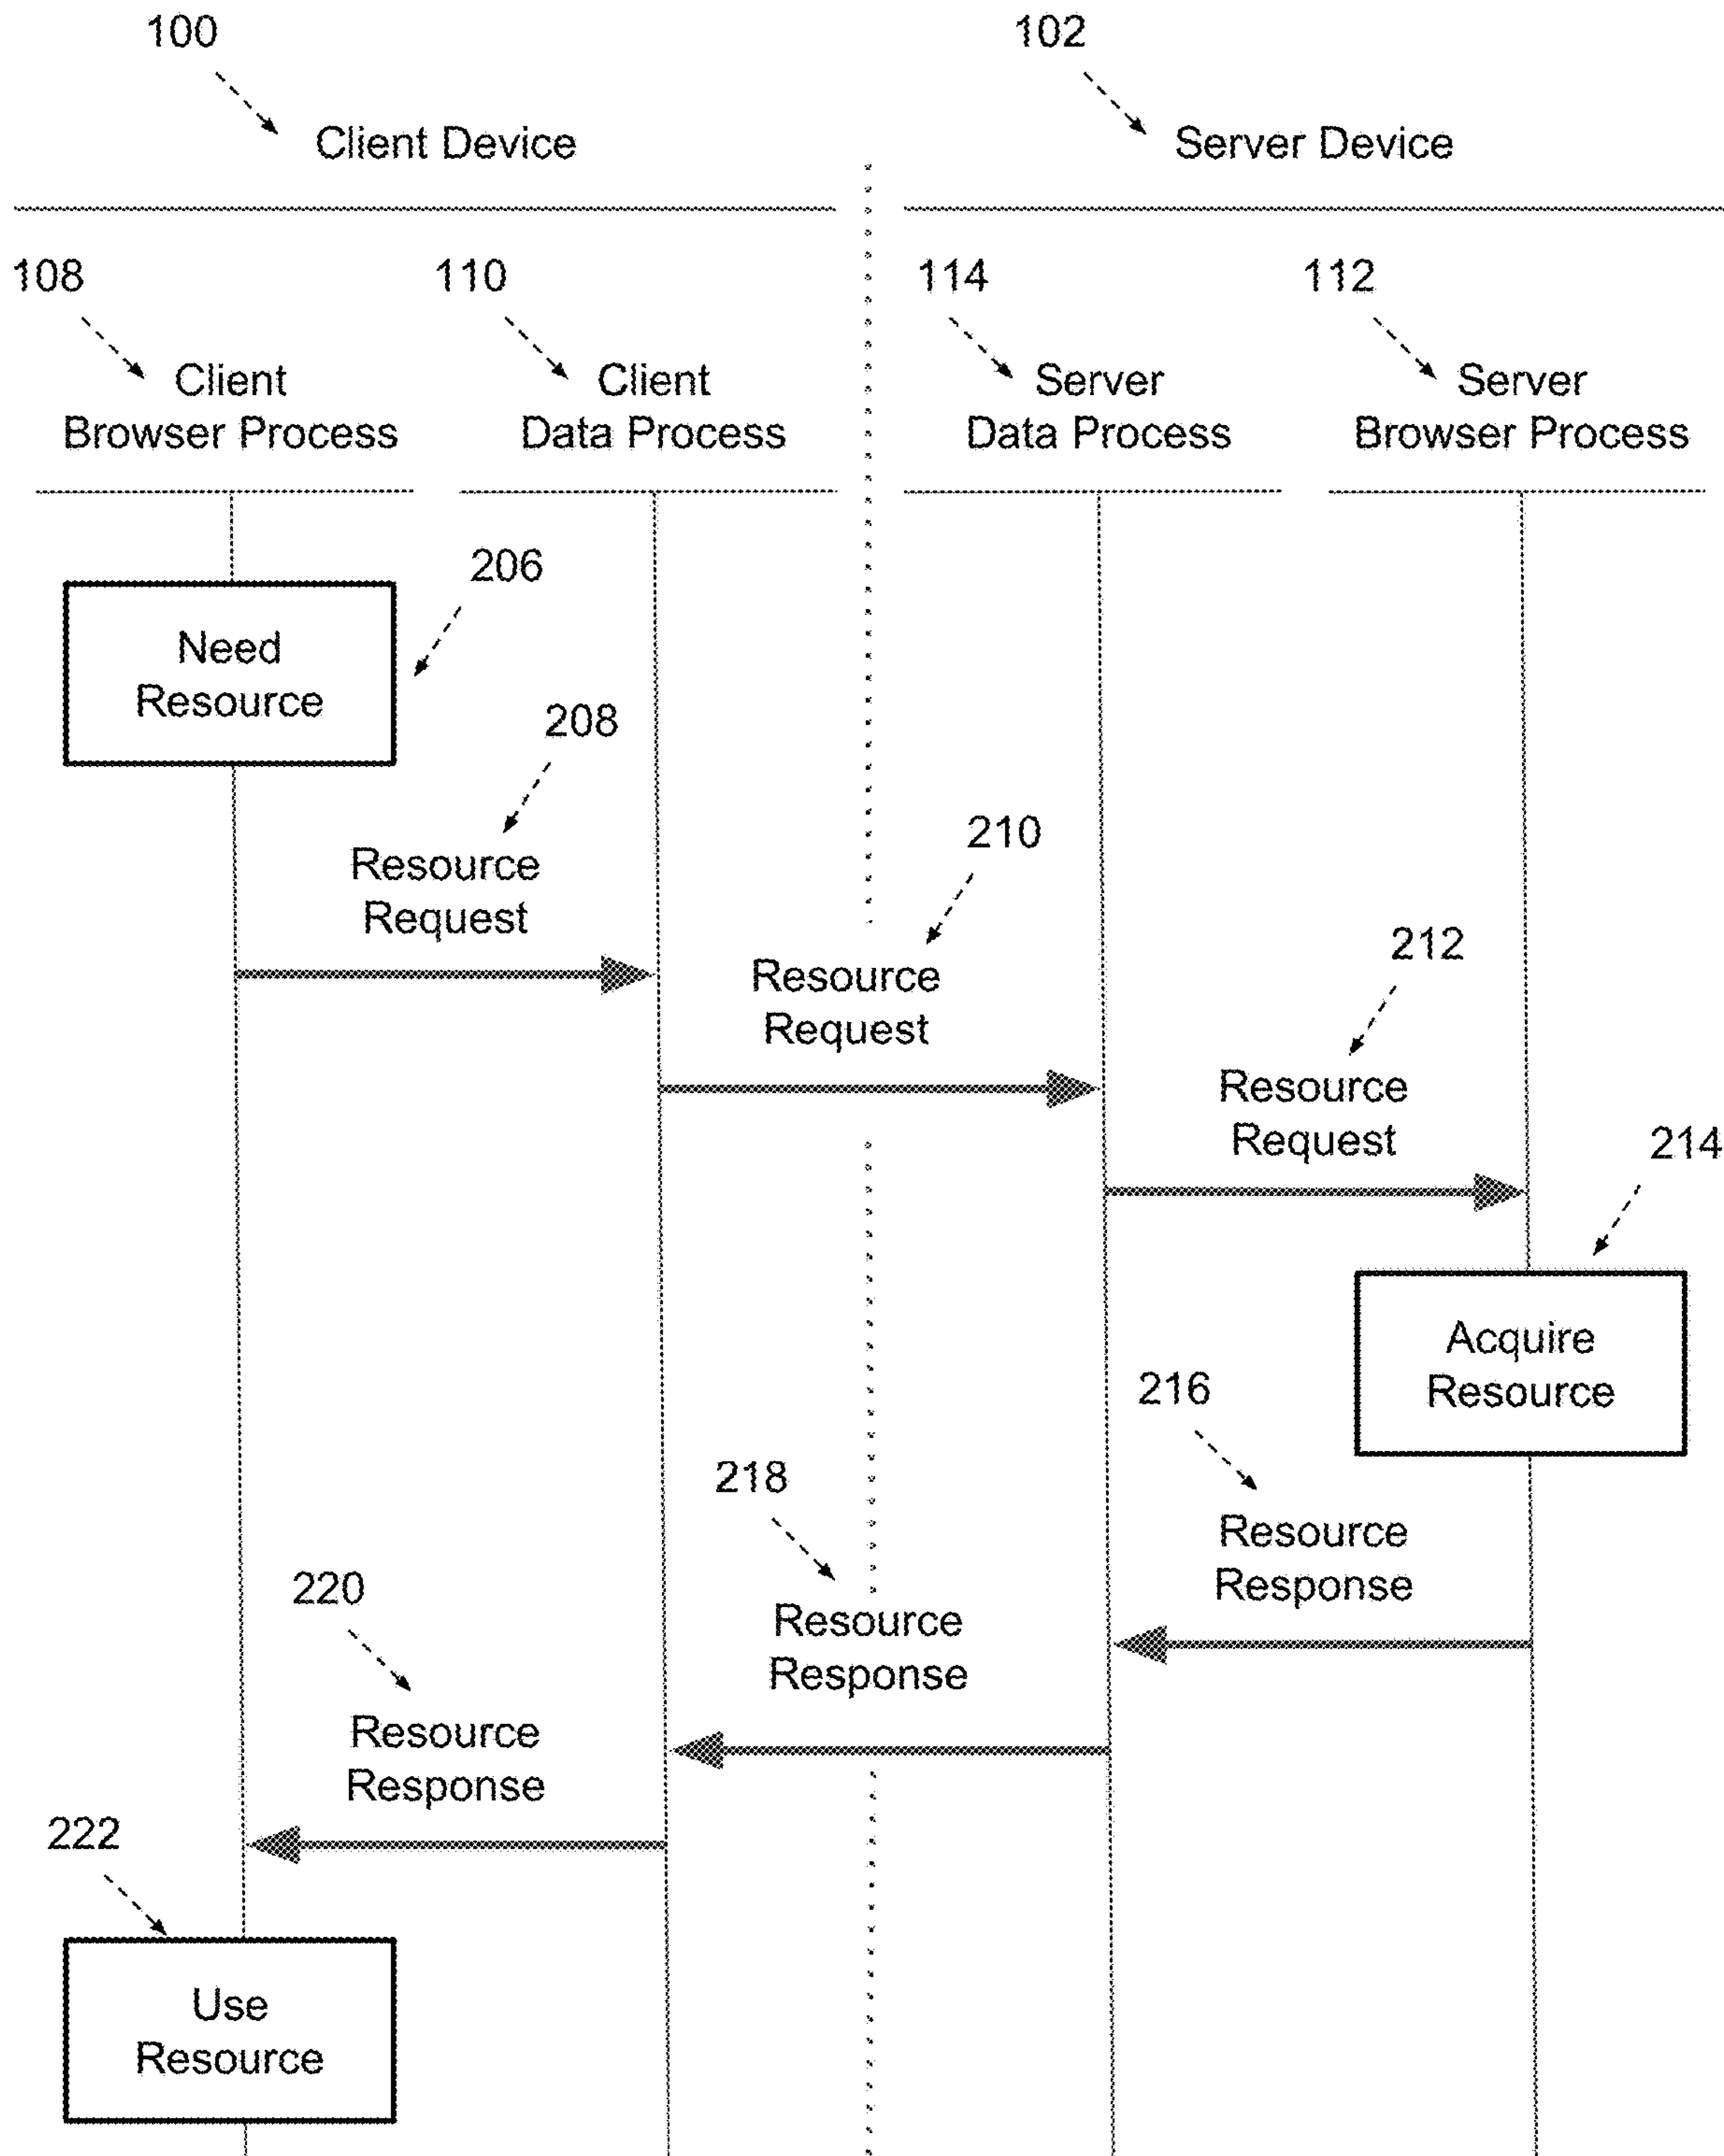 100
102
Client Device
Server Device
108
110
114
112
Client
Browser Process
Client
Data Process
Server
Data Process
Server
Browser Process
206
Need
Resource
208
Resource
Request
210
Resource
Request
212
Resource
Request
214
Acquire
Resource
216
Resource
Response
218
Resource
Response
220
Resource
Response
222
Use
Resource